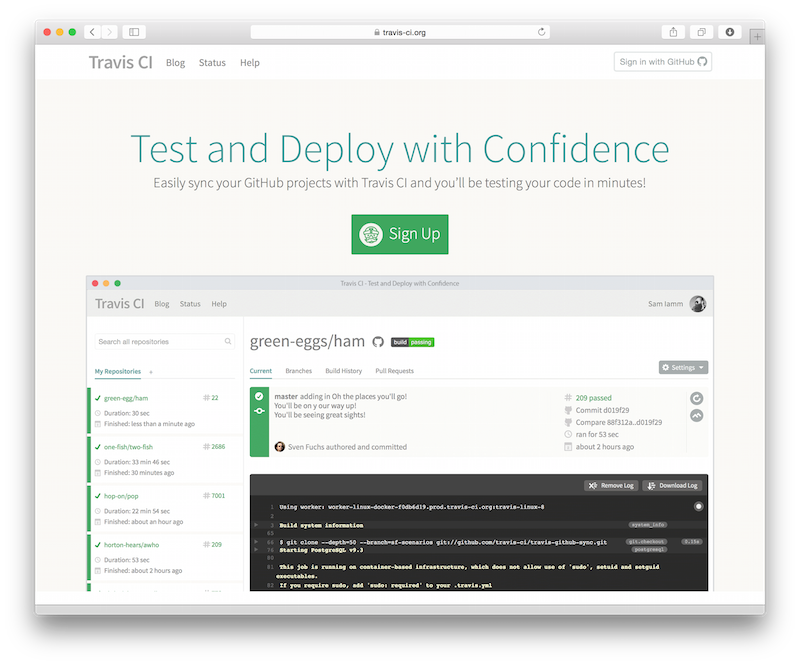 travis-ci.org
Travis CI Blog Status Help Sign in with GitHub
Test and Deploy with Confidence
Easily sync your GitHub projects with Travis CI and you'll be testing your code in minutes!
Sign Up
Travis CI - Test and Deploy with Confidence
Travis CI Blog Status Help Sam Iamm
Search all repositories
My Repositories +
green-egg/ham # 22
Duration: 30 sec
Finished: less than a minute ago
one-fish/two-fish # 2686
Duration: 33 min 46 sec
Finished: 30 minutes ago
hop-on/pop # 7001
Duration: 22 min 54 sec
Finished: about an hour ago
horton-hears/awho # 209
Duration: 53 sec
Finished: about 2 hours ago
green-eggs/ham build passing
Current Branches Build History Pull Requests Settings
master adding in Oh the places you'll go!
You'll be on y our way up!
You'll be seeing great sights!
Sven Fuchs authored and committed
# 209 passed
Commit d019f29
Compare 88f312a..d019f29
ran for 53 sec
about 2 hours ago
Remove Log Download Log
1 Using worker: worker-linux-docker-f0db6d19.prod.travis-ci.org:travis-linux-8
2
3 Build system information system_info
$ git clone --depth=50 --branch=sf-scenarios git://github.com/travis-ci/travis-github-sync.git git.checkout
Starting PostgreSQL v9.3 postgresql
81 This job is running on container-based infrastructure, which does not allow use of 'sudo', setuid and setguid
executables.
82 If you require sudo, add 'sudo: required' to your .travis.yml